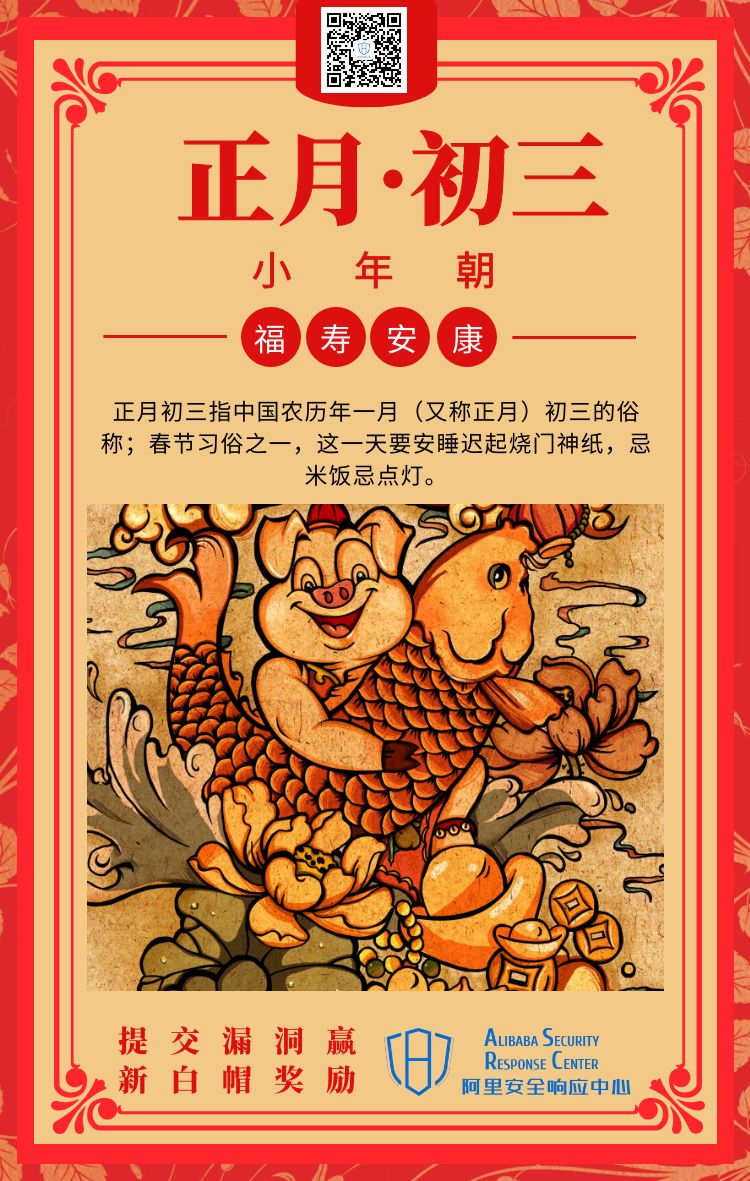 正月·初三
小年朝
福寿安康
正月初三指中国农历年一月（又称正月）初三的俗
称；春节习俗之一，这一天要安睡迟起烧门神纸，忌
米饭忌点灯。
提交漏洞赢
新白帽奖励
ALIBABA SECURITY
RESPONSE CENTER
阿里安全响应中心